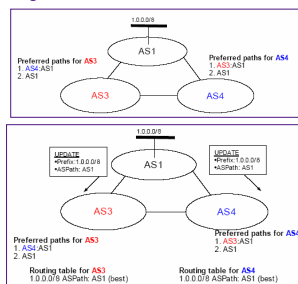 1.0.0.0/8
AS1
Preferred paths for AS3
1. AS4:AS1
2. AS1
Preferred paths for AS4
1. AS3:AS1
2. AS1
AS3
AS4
1.0.0.0/8
UPDATE
•Prefix:1.0.0.0/8
•ASPath: AS1
AS1
UPDATE
•Prefix:1.0.0.0/8
•ASPath: AS1
AS3
AS4
Preferred paths for AS3
1. AS4:AS1
2. AS1
Preferred paths for AS4
1. AS3:AS1
2. AS1
Routing table for AS3
1.0.0.0/8 ASPath: AS1 (best)
Routing table for AS4
1.0.0.0/8 ASPath: AS1 (best)